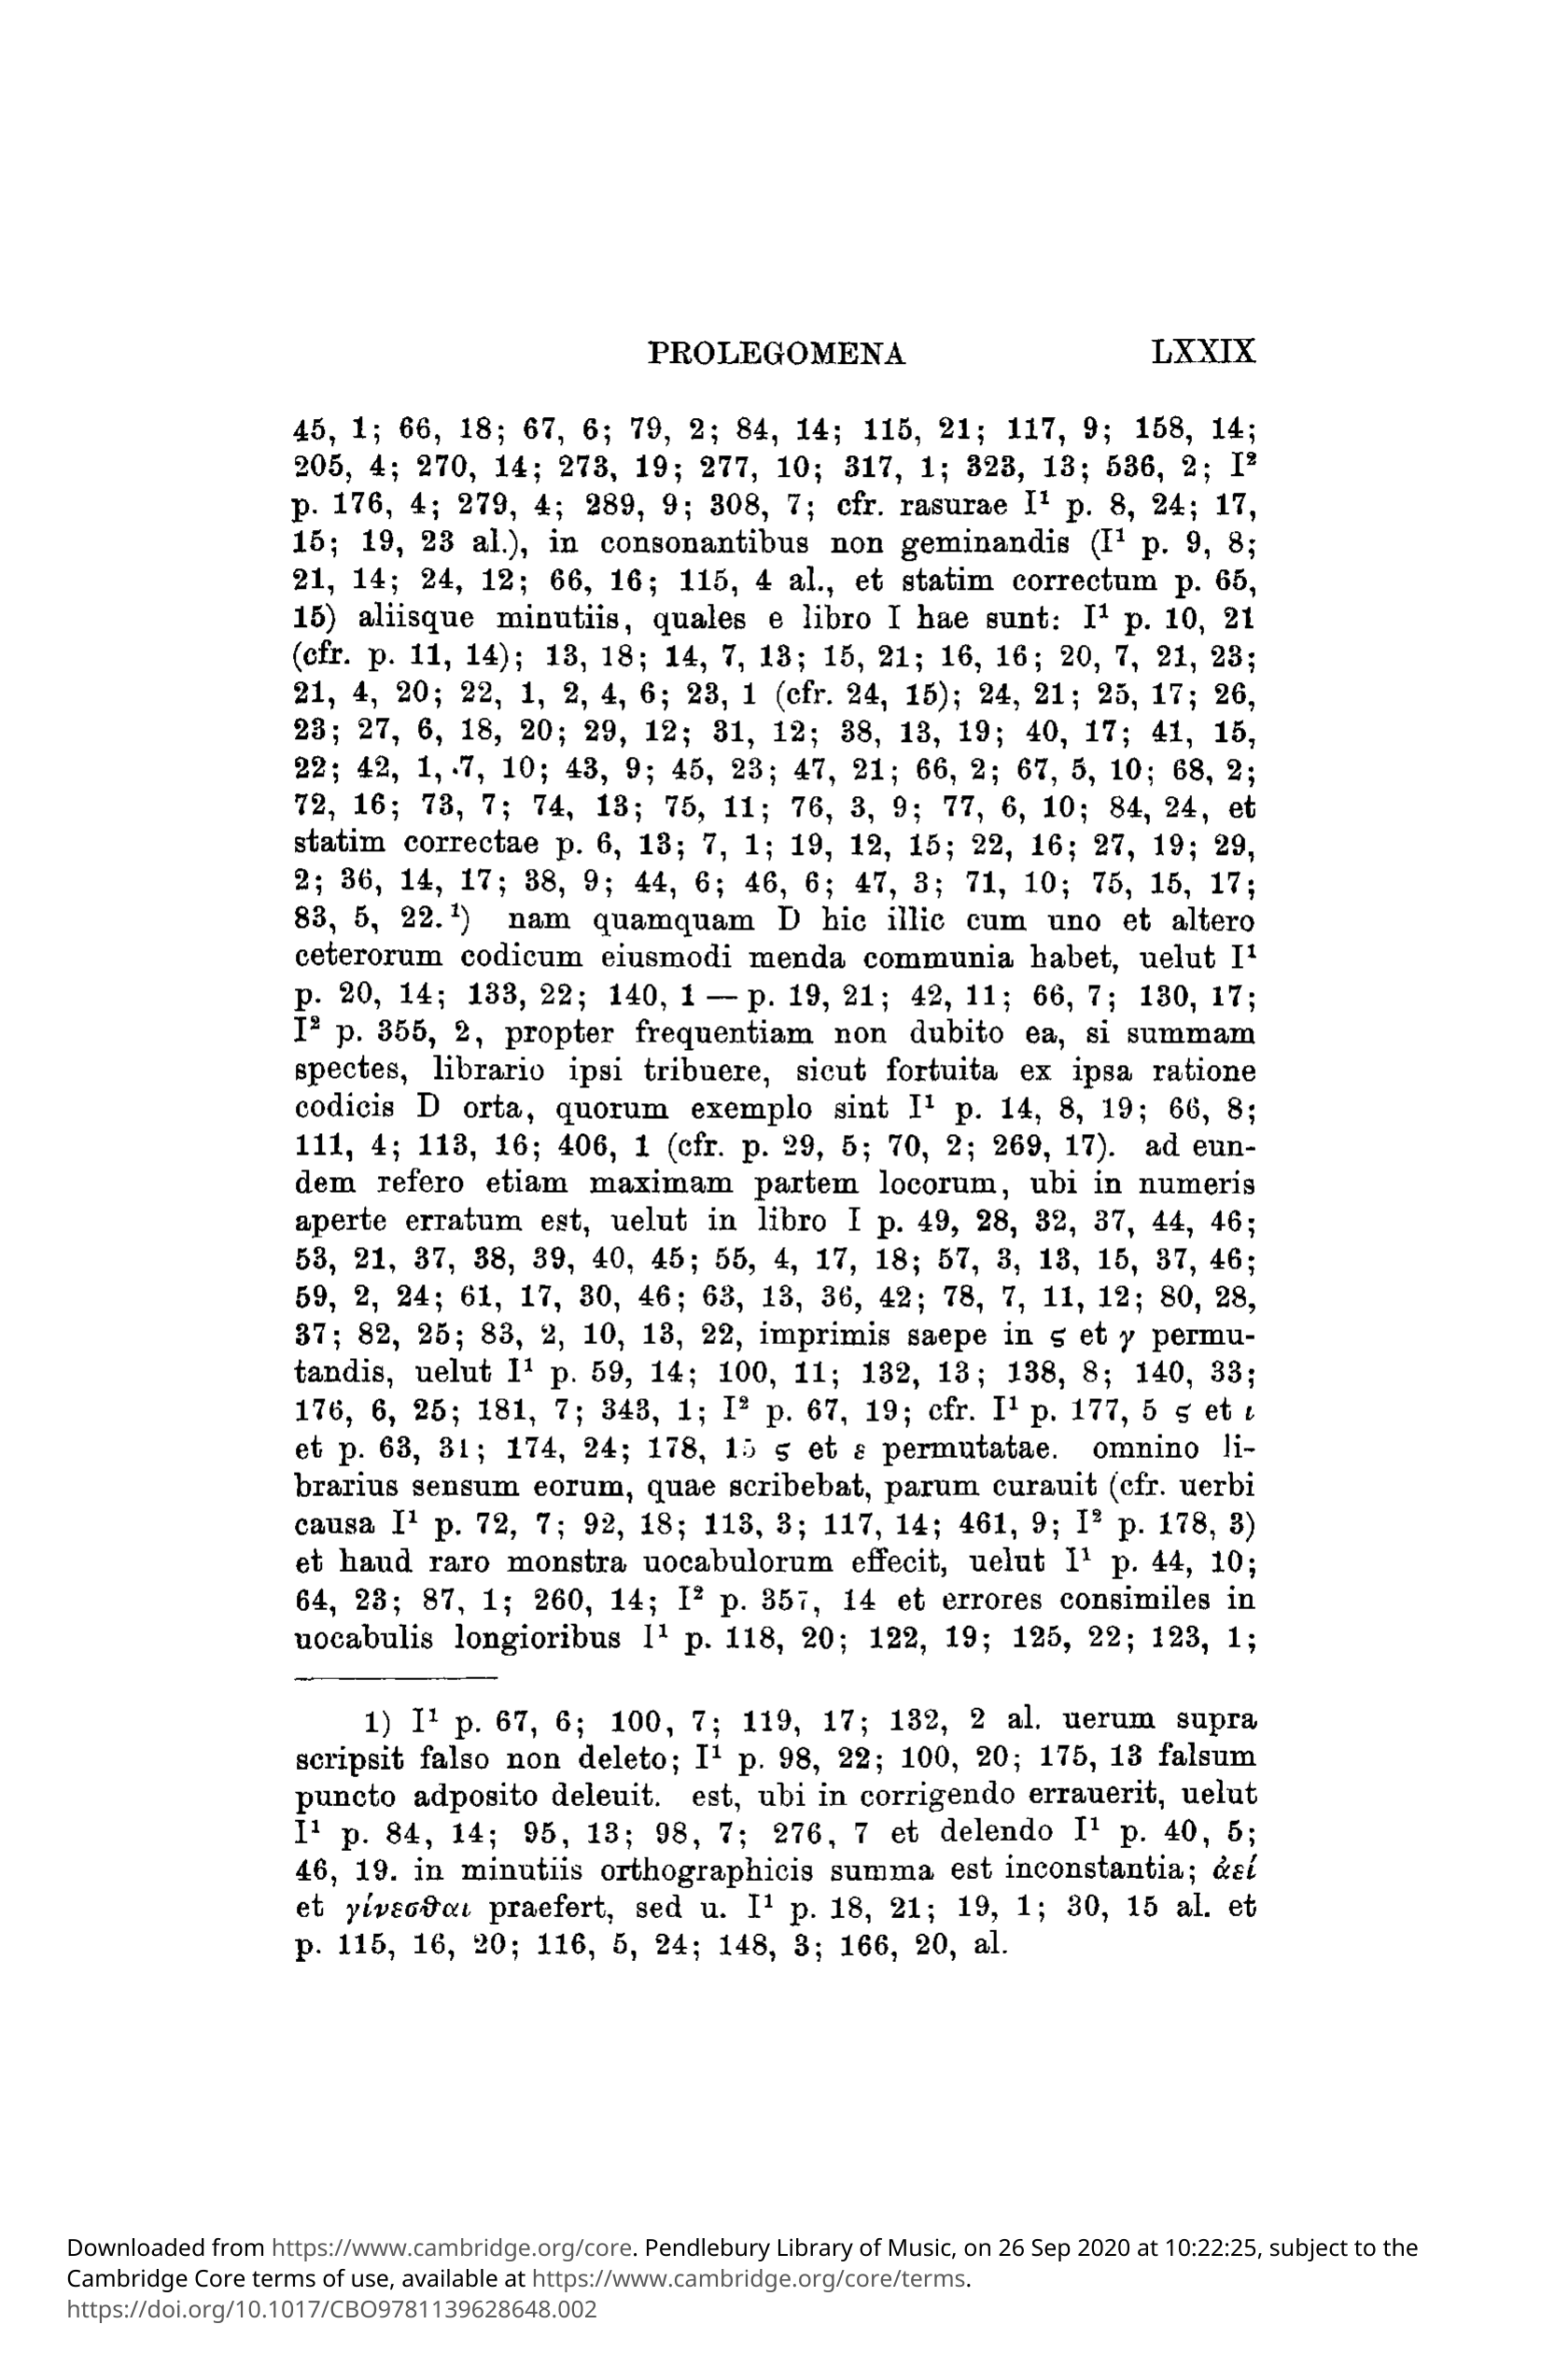 PROLEGOMENA LXXIX
45, 1; 66, 18; 67, 6; 79, 2; 84, 14; 115, 21; 117, 9; 158, 14;
205, 4; 270, 14; 273, 19; 277, 10; 317, 1; 323, 13; 536, 2; I²
p. 176, 4; 279, 4; 289, 9; 308, 7; cfr. rasurae I¹ p. 8, 24; 17,
15; 19, 23 al.), in consonantibus non geminandis (I¹ p. 9, 8;
21, 14; 24, 12; 66, 16; 115, 4 al., et statim correctum p. 65,
15) aliisque minutiis, quales e libro I hae sunt: I¹ p. 10, 21
(cfr. p. 11, 14); 13, 18; 14, 7, 13; 15, 21; 16, 16; 20, 7, 21, 23;
21, 4, 20; 22, 1, 2, 4, 6; 23, 1 (cfr. 24, 15); 24, 21; 25, 17; 26,
23; 27, 6, 18, 20; 29, 12; 31, 12; 38, 13, 19; 40, 17; 41, 15,
22; 42, 1, 7, 10; 43, 9; 45, 23; 47, 21; 66, 2; 67, 5, 10; 68, 2;
72, 16; 73, 7; 74, 13; 75, 11; 76, 3, 9; 77, 6, 10; 84, 24, et
statim correctae p. 6, 13; 7, 1; 19, 12, 15; 22, 16; 27, 19; 29,
2; 36, 14, 17; 38, 9; 44, 6; 46, 6; 47, 3; 71, 10; 75, 15, 17;
83, 5, 22.¹) nam quamquam D hic illic cum uno et altero
ceterorum codicum eiusmodi menda communia habet, uelut I¹
p. 20, 14; 133, 22; 140, 1 — p. 19, 21; 42, 11; 66, 7; 130, 17;
I² p. 355, 2, propter frequentiam non dubito ea, si summam
spectes, librario ipsi tribuere, sicut fortuita ex ipsa ratione
codicis D orta, quorum exemplo sint I¹ p. 14, 8, 19; 66, 8;
111, 4; 113, 16; 406, 1 (cfr. p. 29, 5; 70, 2; 269, 17). ad eun-
dem refero etiam maximam partem locorum, ubi in numeris
aperte erratum est, uelut in libro I p. 49, 28, 32, 37, 44, 46;
53, 21, 37, 38, 39, 40, 45; 55, 4, 17, 18; 57, 3, 13, 15, 37, 46;
59, 2, 24; 61, 17, 30, 46; 63, 13, 36, 42; 78, 7, 11, 12; 80, 28,
37; 82, 25; 83, 2, 10, 13, 22, imprimis saepe in ϛ et γ permu-
tandis, uelut I¹ p. 59, 14; 100, 11; 132, 13; 138, 8; 140, 33;
176, 6, 25; 181, 7; 343, 1; I² p. 67, 19; cfr. I¹ p. 177, 5 ϛ et ι
et p. 63, 31; 174, 24; 178, 15 ϛ et ε permutatae. omnino li-
brarius sensum eorum, quae scribebat, parum curauit (cfr. uerbi
causa I¹ p. 72, 7; 92, 18; 113, 3; 117, 14; 461, 9; I² p. 178, 3)
et haud raro monstra uocabulorum effecit, uelut I¹ p. 44, 10;
64, 23; 87, 1; 260, 14; I² p. 357, 14 et errores consimiles in
uocabulis longioribus I¹ p. 118, 20; 122, 19; 125, 22; 123, 1;
1) I¹ p. 67, 6; 100, 7; 119, 17; 132, 2 al. uerum supra
scripsit falso non deleto; I¹ p. 98, 22; 100, 20; 175, 13 falsum
puncto adposito deleuit. est, ubi in corrigendo errauerit, uelut
I¹ p. 84, 14; 95, 13; 98, 7; 276, 7 et delendo I¹ p. 40, 5;
46, 19. in minutiis orthographicis summa est inconstantia; ἀεί
et γίνεσϑαι praefert, sed u. I¹ p. 18, 21; 19, 1; 30, 15 al. et
p. 115, 16, 20; 116, 5, 24; 148, 3; 166, 20, al.
Downloaded from https://www.cambridge.org/core. Pendlebury Library of Music, on 26 Sep 2020 at 10:22:25, subject to the
Cambridge Core terms of use, available at https://www.cambridge.org/core/terms.
https://doi.org/10.1017/CBO9781139628648.002